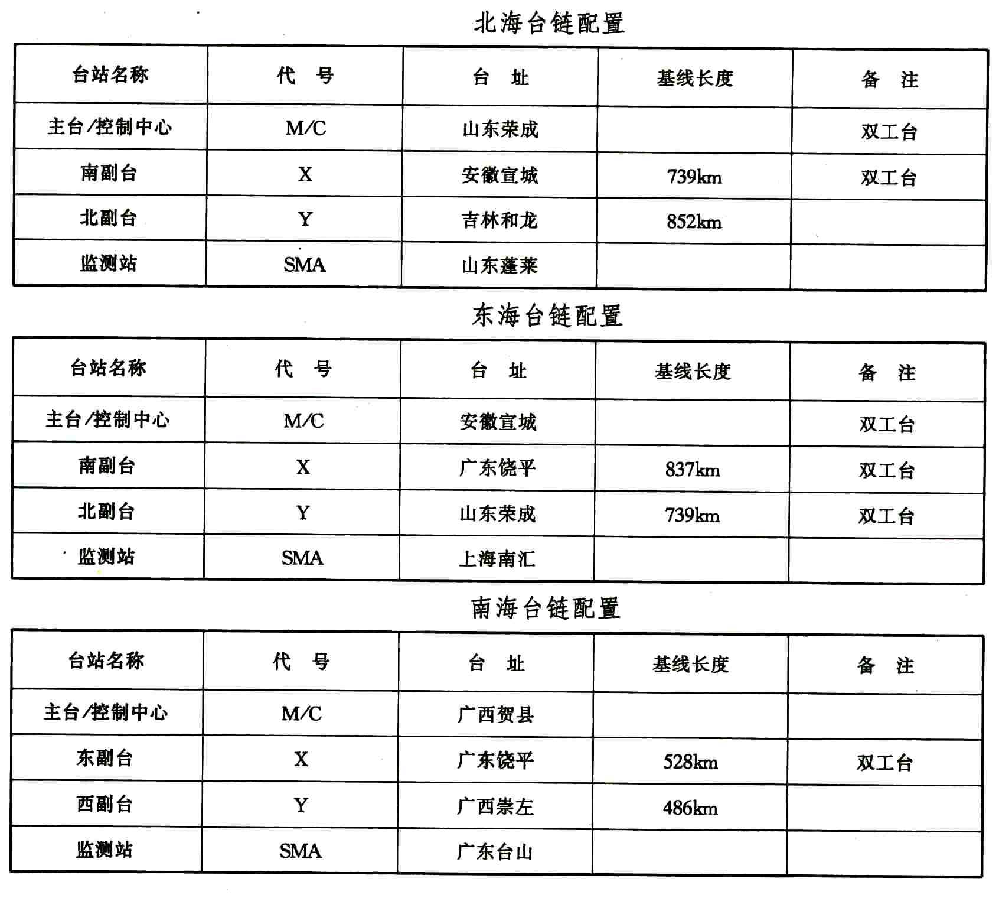 北海台链配置
台站名称 代 号 台 址 基线长度 备 注
主台/控制中心 M/C 山东荣成 双工台
南副台 X 安徽宣城 739km 双工台
北副台 Y 吉林和龙 852km
监测站 SMA 山东蓬莱
东海台链配置
台站名称 代 号 台 址 基线长度 备 注
主台/控制中心 M/C 安徽宣城 双工台
南副台 X 广东饶平 837km 双工台
北副台 Y 山东荣成 739km 双工台
监测站 SMA 上海南汇
南海台链配置
台站名称 代 号 台 址 基线长度 备 注
主台/控制中心 M/C 广西贺县
东副台 X 广东饶平 528km 双工台
西副台 Y 广西崇左 486km
监测站 SMA 广东台山